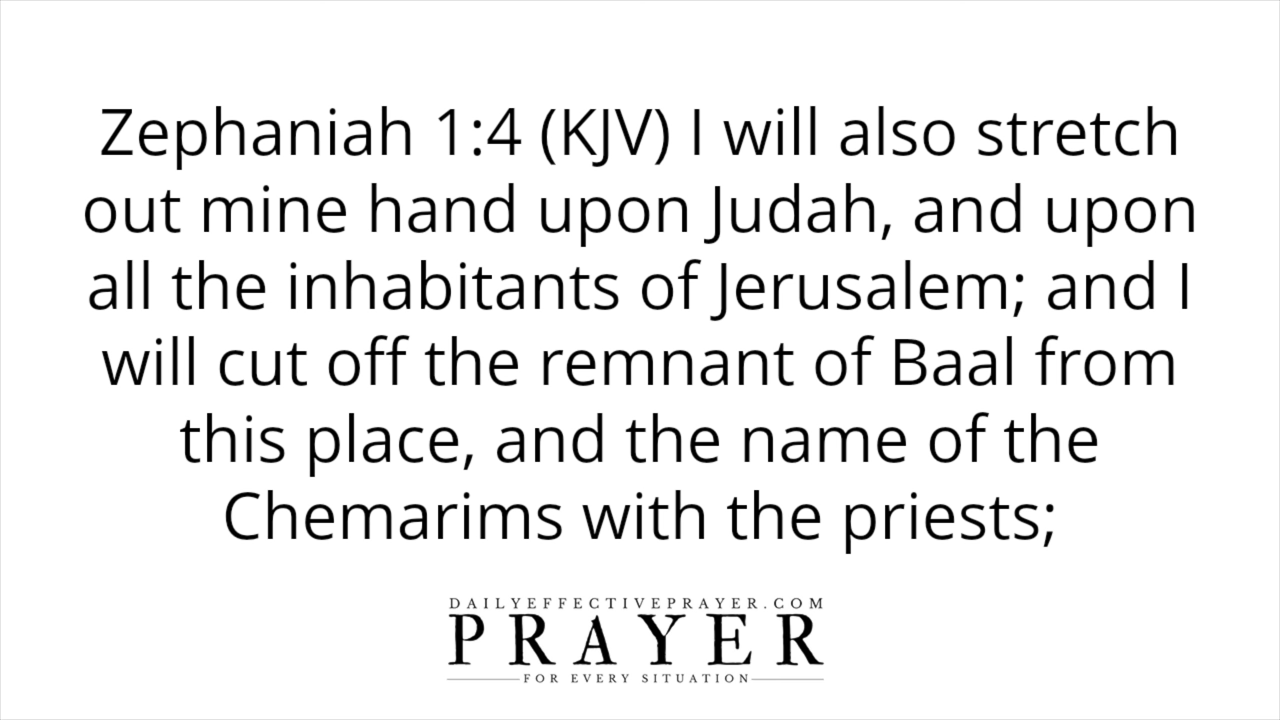 Zephaniah 1:4 (KJV) I will also stretch
out mine hand upon Judah, and upon
all the inhabitants of Jerusalem; and I
will cut off the remnant of Baal from
this place, and the name of the
Chemarims with the priests;
DAILYEFFECTIVEPRAYER.COM
PRAYER
FOR EVERY SITUATION